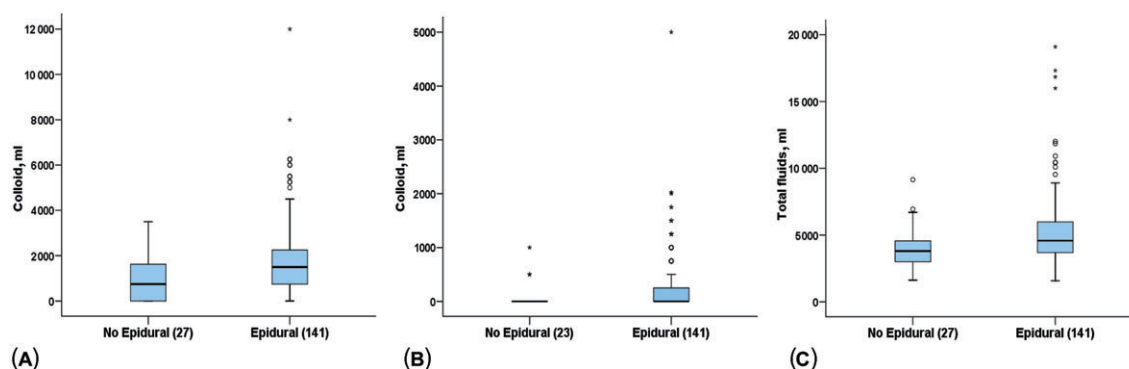 12 000
10 000
8000
6000
4000
2000
0
Colloid, ml
No Epidural (27)
Epidural (141)
(A)
5000
4000
3000
2000
1000
0
Colloid, ml
No Epidural (23)
Epidural (141)
(B)
20 000
15 000
10 000
5000
0
Total fluids, ml
No Epidural (27)
Epidural (141)
(C)